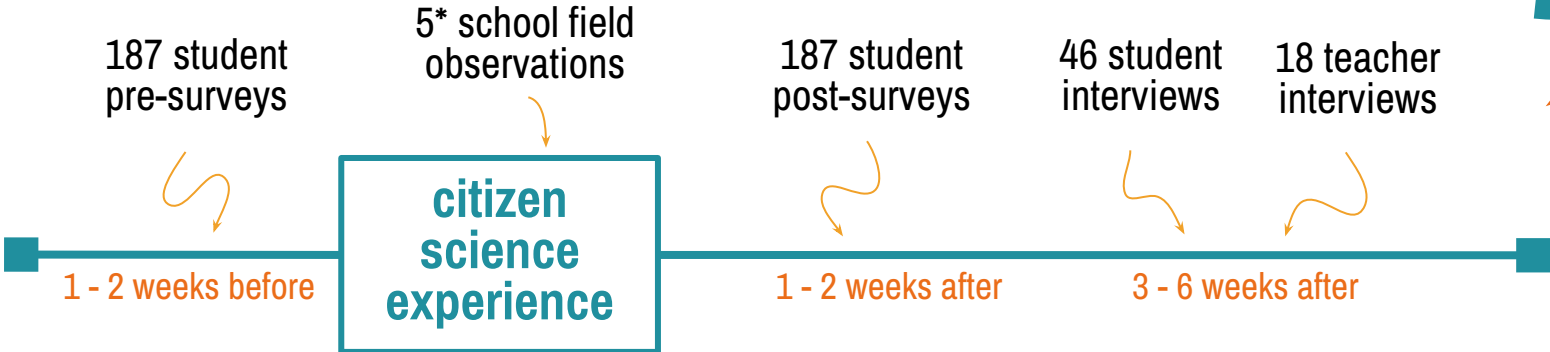 187 student
pre-surveys
5* school field
observations
187 student
post-surveys
46 student
interviews
18 teacher
interviews
citizen
science
experience
1 - 2 weeks before
1 - 2 weeks after
3 - 6 weeks after